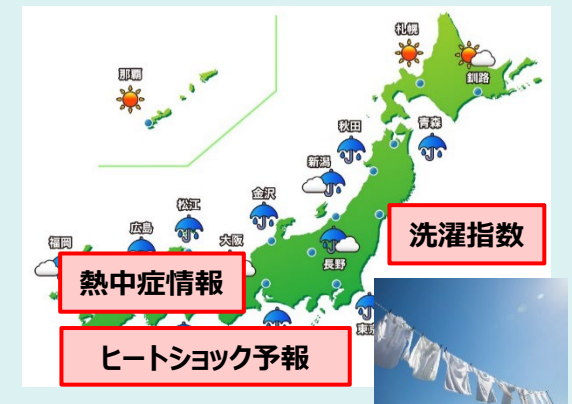 札幌
那覇
釧路
秋田
青森
新潟
金沢
松江
広島
大阪
福岡
長野
洗濯指数
熱中症情報
ヒートショック予報